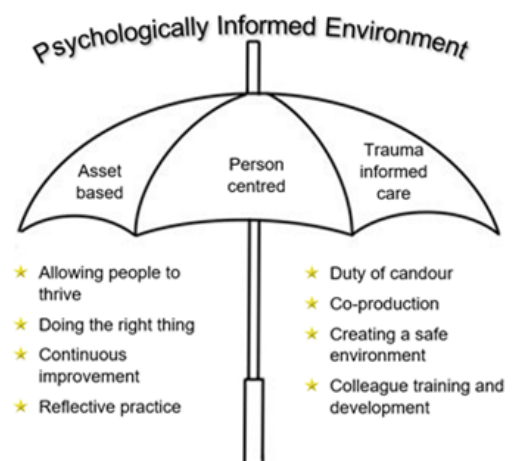 Psychologically Informed Environment
Asset
based
Person
centred
Trauma
informed
care
Allowing people to
thrive
Doing the right thing
Continuous
improvement
Reflective practice
Duty of candour
Co-production
Creating a safe
environment
Colleague training and
development